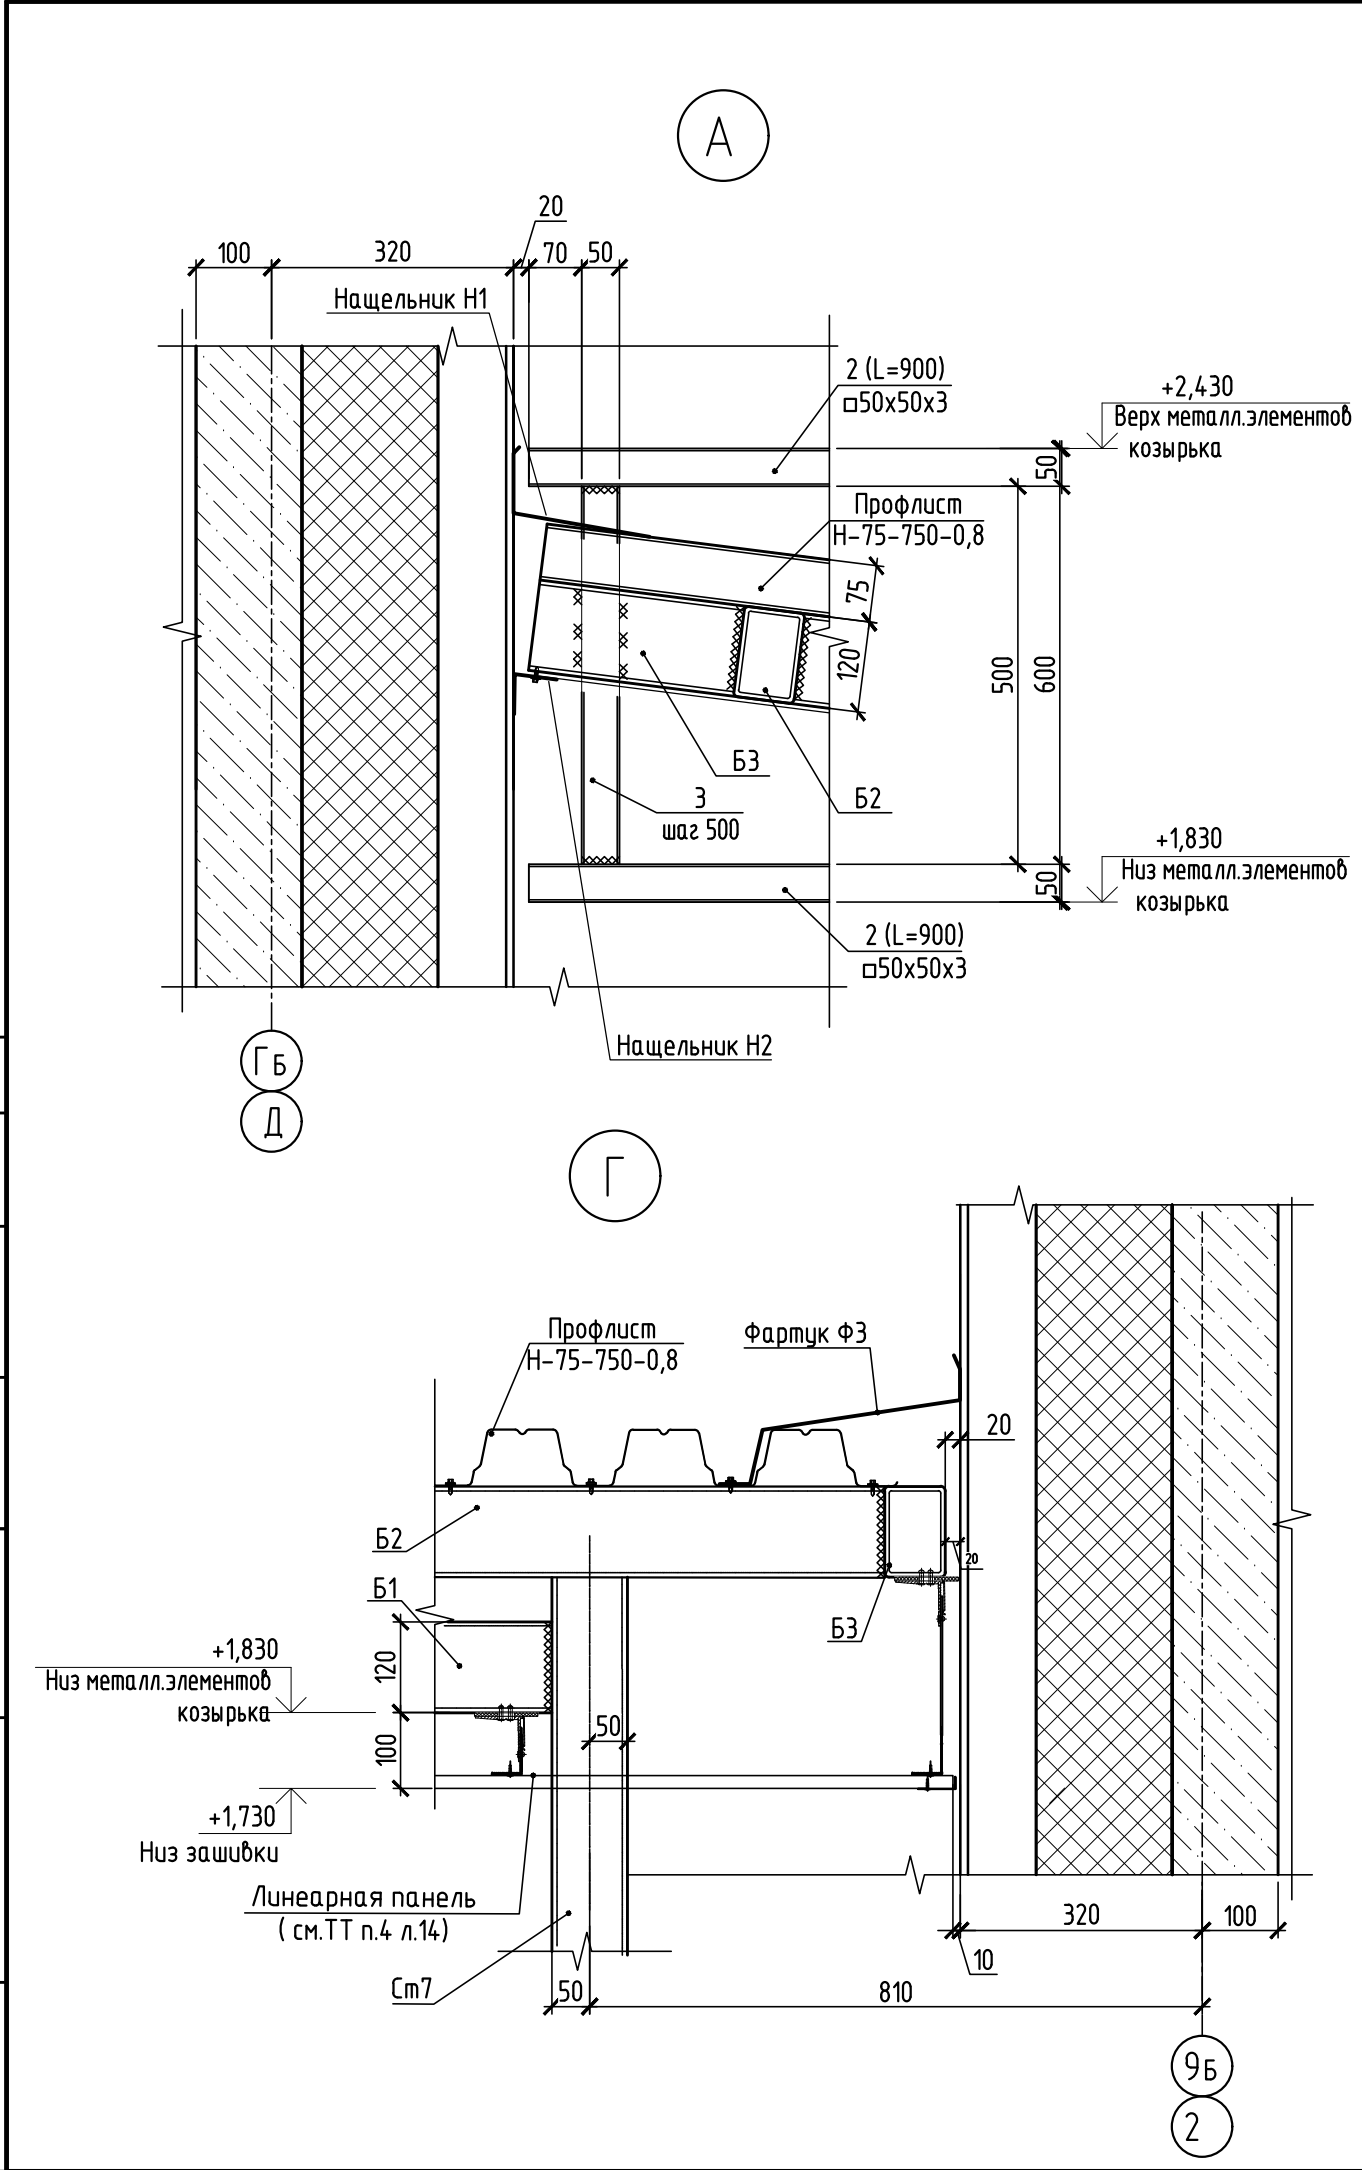 А
20
100
320
70
50
Нащельник Н1
2 (L=900)
□50х50х3
+2,430
Верх металл.элементов
козырька
50
Профлист
Н-75-750-0,8
75
120
500
600
Б3
Б2
3
шаг 500
+1,830
Низ металл.элементов
козырька
50
2 (L=900)
□50х50х3
Нащельник Н2
ГБ
Д
Г
Профлист
Н-75-750-0,8
Фартук Ф3
20
Б2
20
Б1
Б3
+1,830
Низ металл.элементов
козырька
120
50
100
+1,730
Низ зашивки
Линеарная панель
( см.ТТ п.4 л.14)
320
100
10
Ст7
50
810
9Б
2